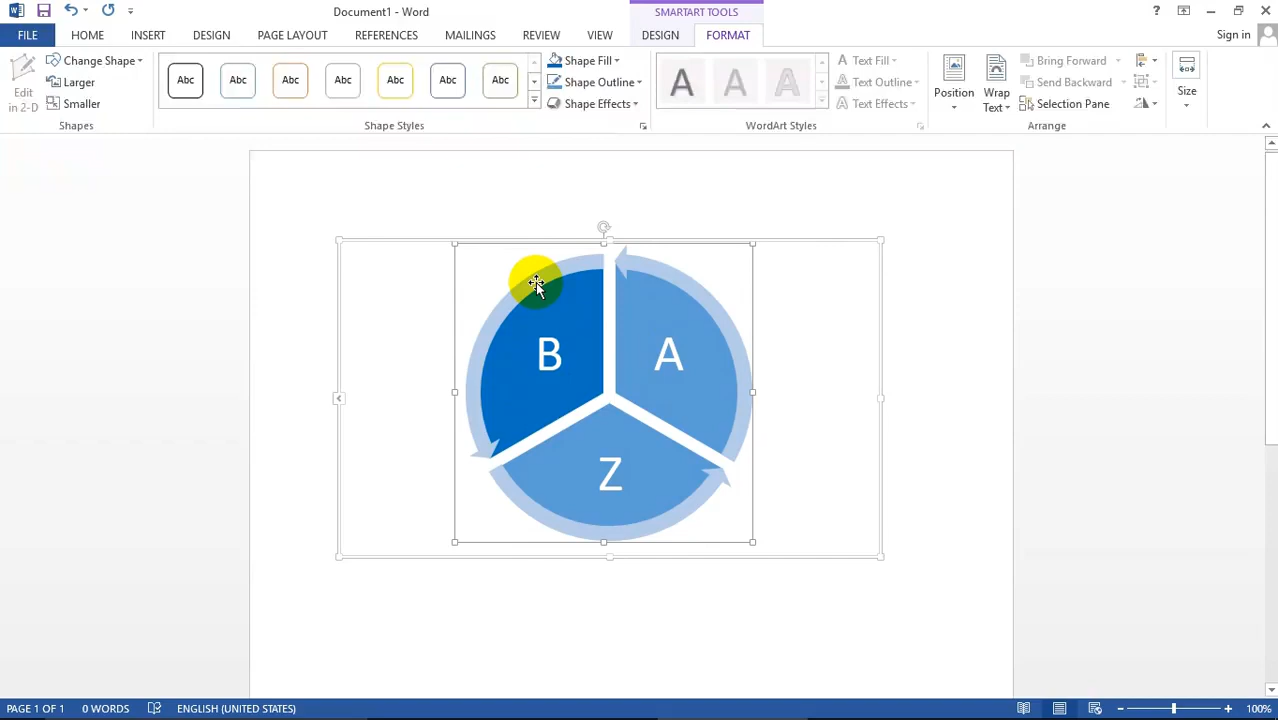 Document1 - Word
SMARTART TOOLS
?
FILE HOME INSERT DESIGN PAGE LAYOUT REFERENCES MAILINGS REVIEW VIEW DESIGN FORMAT Sign in
Edit in 2-D
Change Shape
Larger
Smaller
Shapes
Abc Abc Abc Abc Abc Abc Abc
Shape Fill
Shape Outline
Shape Effects
Shape Styles
A A A
Text Fill
Text Outline
Text Effects
WordArt Styles
Position
Wrap Text
Bring Forward
Send Backward
Selection Pane
Arrange
Size
B A
Z
PAGE 1 OF 1 0 WORDS ENGLISH (UNITED STATES) 100%